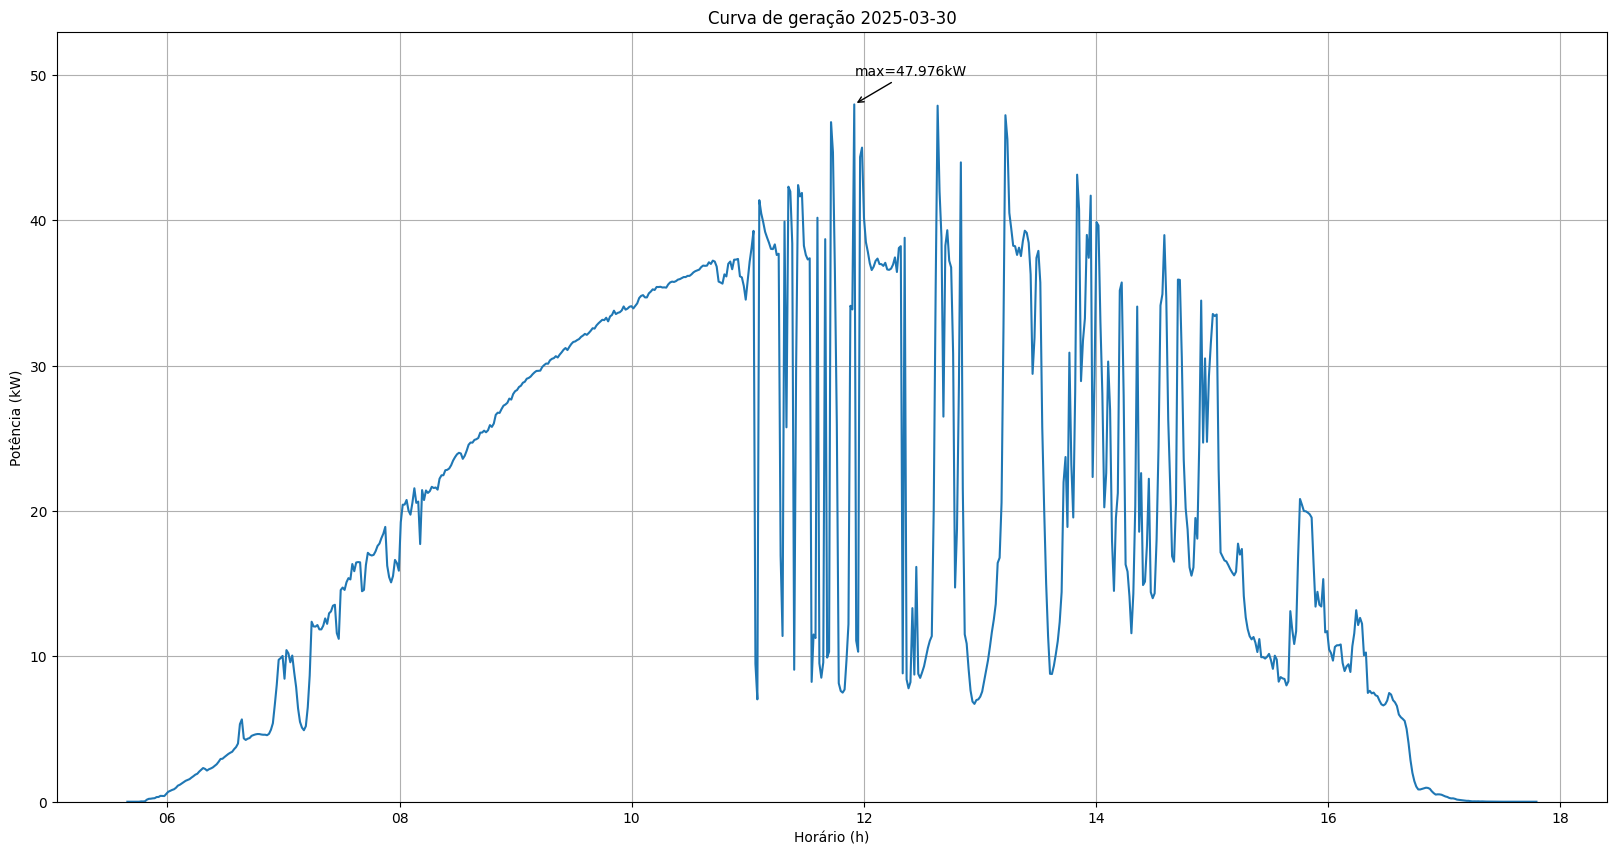 Curva de geração 2025-03-30
max=47.976kW
Potência (kW)
50
40
30
20
10
0
06 08 10 12 14 16 18
Horário (h)